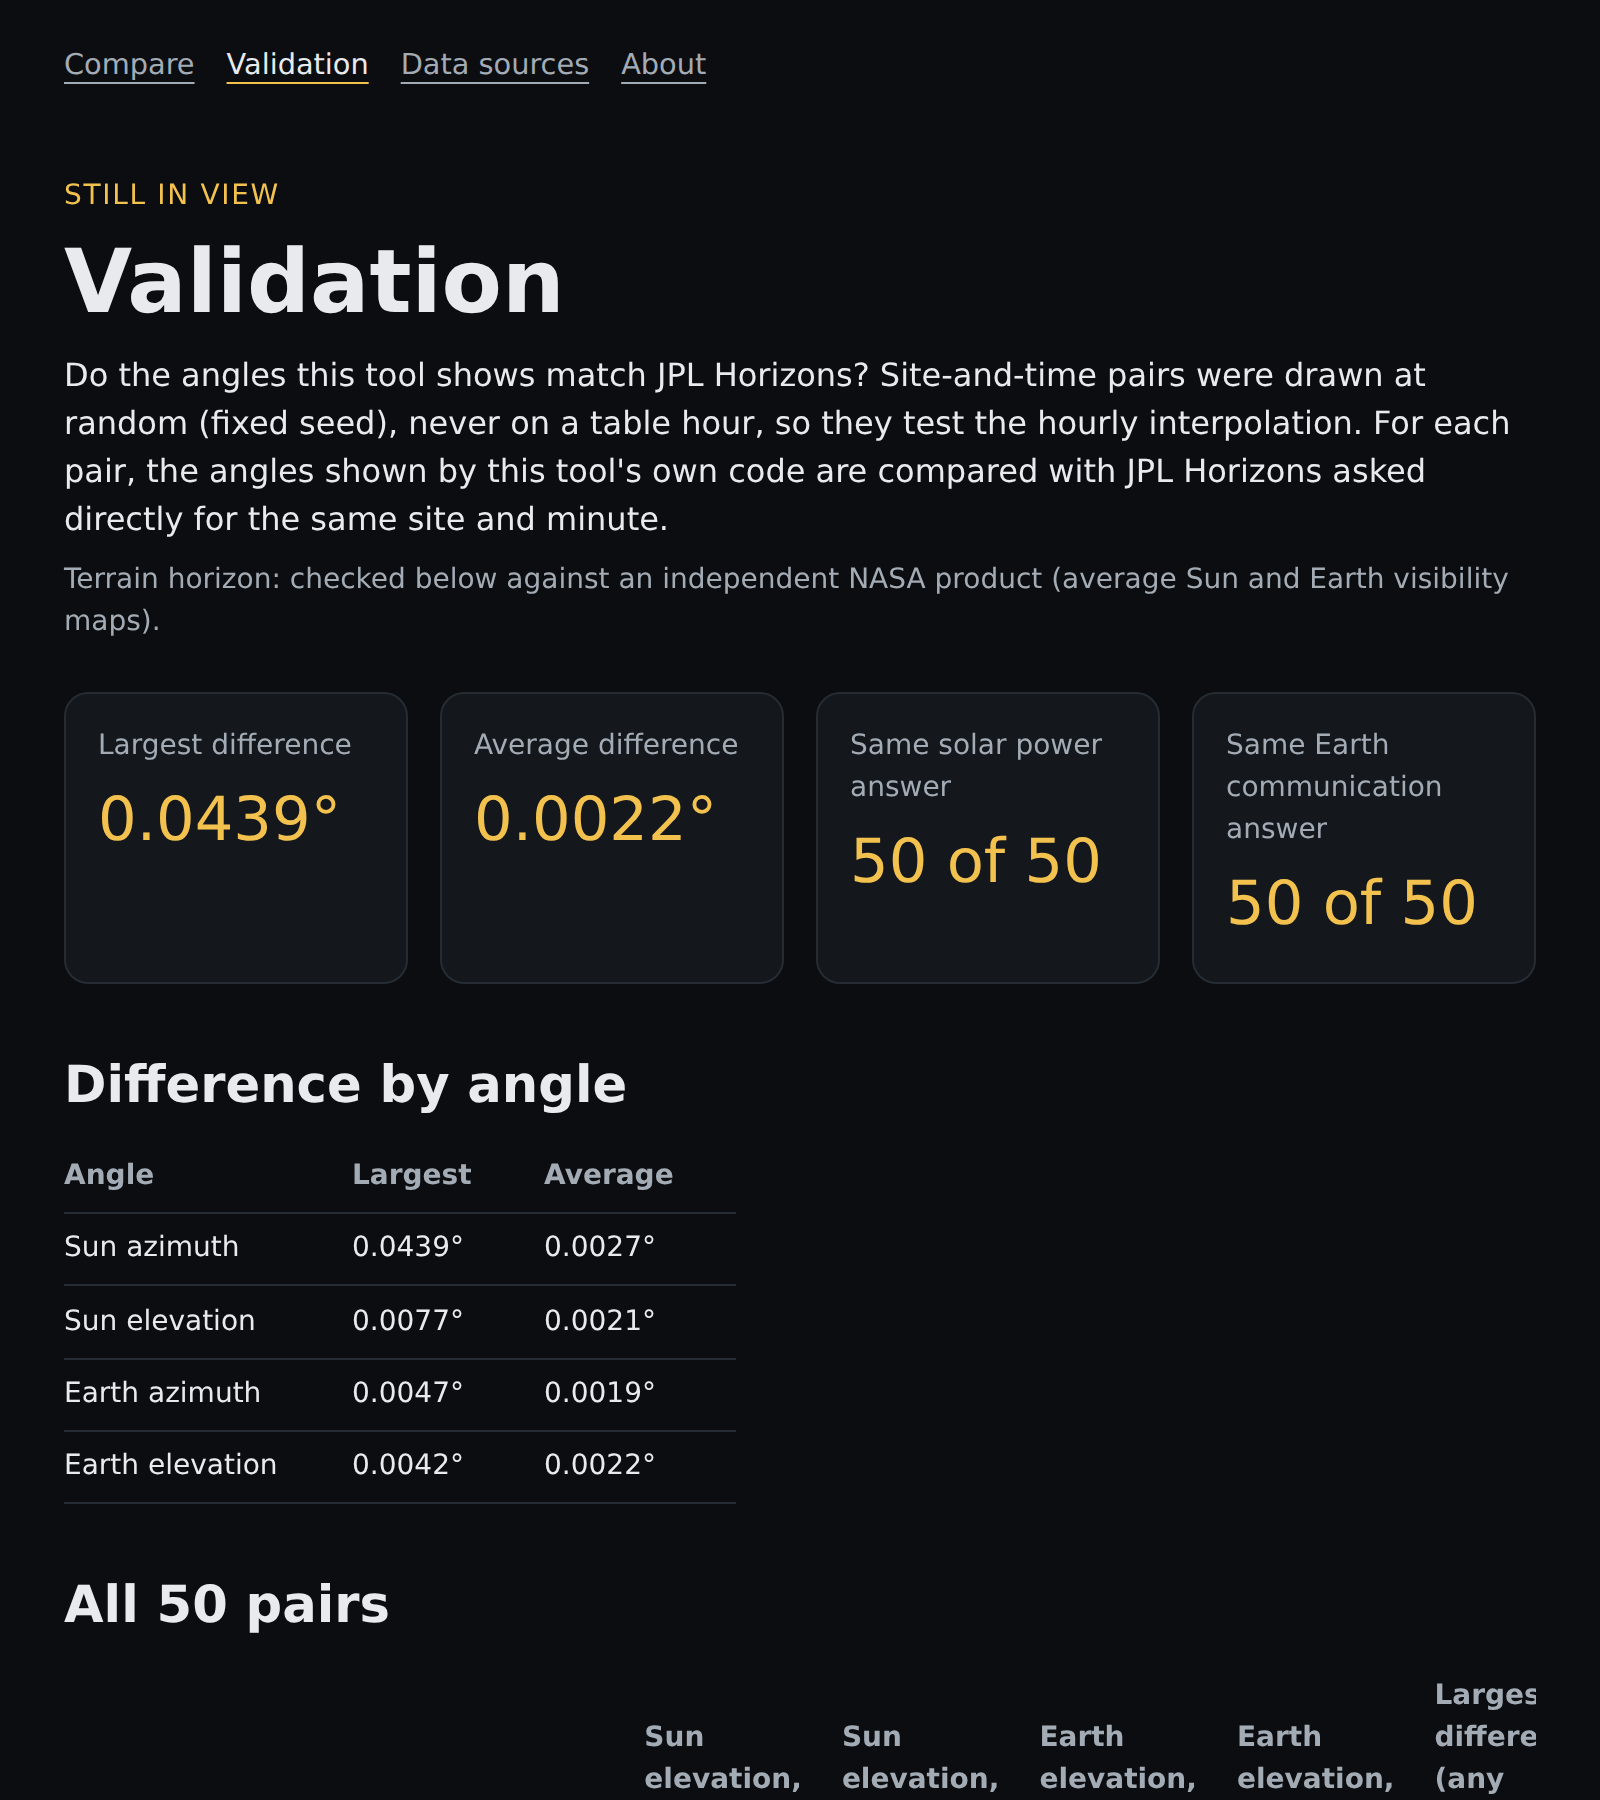 Compare Validation Data sources About
STILL IN VIEW
Validation
Do the angles this tool shows match JPL Horizons? Site-and-time pairs were drawn at
random (fixed seed), never on a table hour, so they test the hourly interpolation. For each
pair, the angles shown by this tool's own code are compared with JPL Horizons asked
directly for the same site and minute.
Terrain horizon: checked below against an independent NASA product (average Sun and Earth visibility
maps).
Largest difference
0.0439°
Average difference
0.0022°
Same solar power
answer
50 of 50
Same Earth
communication
answer
50 of 50
Difference by angle
Angle Largest Average
Sun azimuth 0.0439° 0.0027°
Sun elevation 0.0077° 0.0021°
Earth azimuth 0.0047° 0.0019°
Earth elevation 0.0042° 0.0022°
All 50 pairs
Larges
Sun Sun Earth Earth differe
elevation, elevation, elevation, elevation, (any